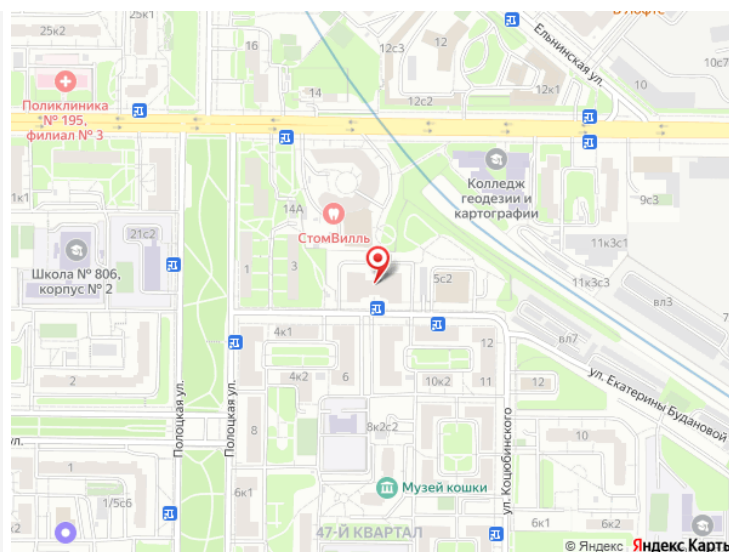 25к2
25к1
16
12с3
в Лофте
Ельнинская ул.
10
10с7
Поликлиника
№ 195,
филиал № 3
14
12с2
12к1
Колледж
геодезии и
картографии
9с3
1к1
14А
СтомВилль
21с2
Школа № 806,
корпус № 2
1
3
5с2
11к3с1
11к3с3
вл3
7
4к1
12
вл7
2
4к2
6
10к2
11
12
ул. Екатерины Будановой
Полоцкая ул.
Полоцкая ул.
ул. Коцюбинского
ул.
8
8к2с2
10
1
1/5с6
6к1
Музей кошки
47-Й КВАРТАЛ
6к1
6к2
© Яндекс Яндекс Карты